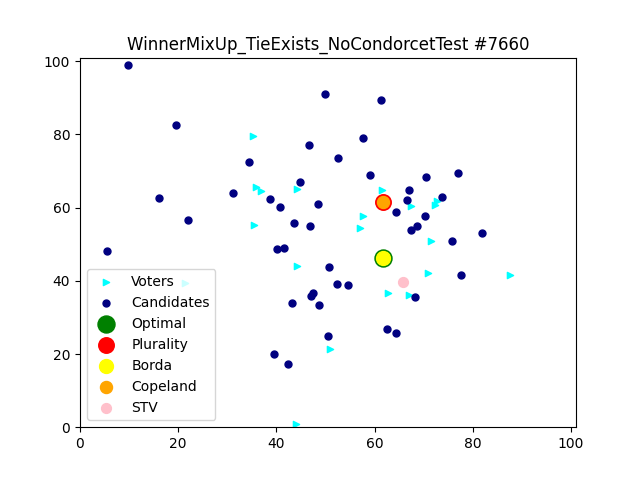 WinnerMixUp_TieExists_NoCondorcetTest #7660
100
80
60
40
20
0
Voters
Candidates
Optimal
Plurality
Borda
Copeland
STV
0 20 40 60 80 100